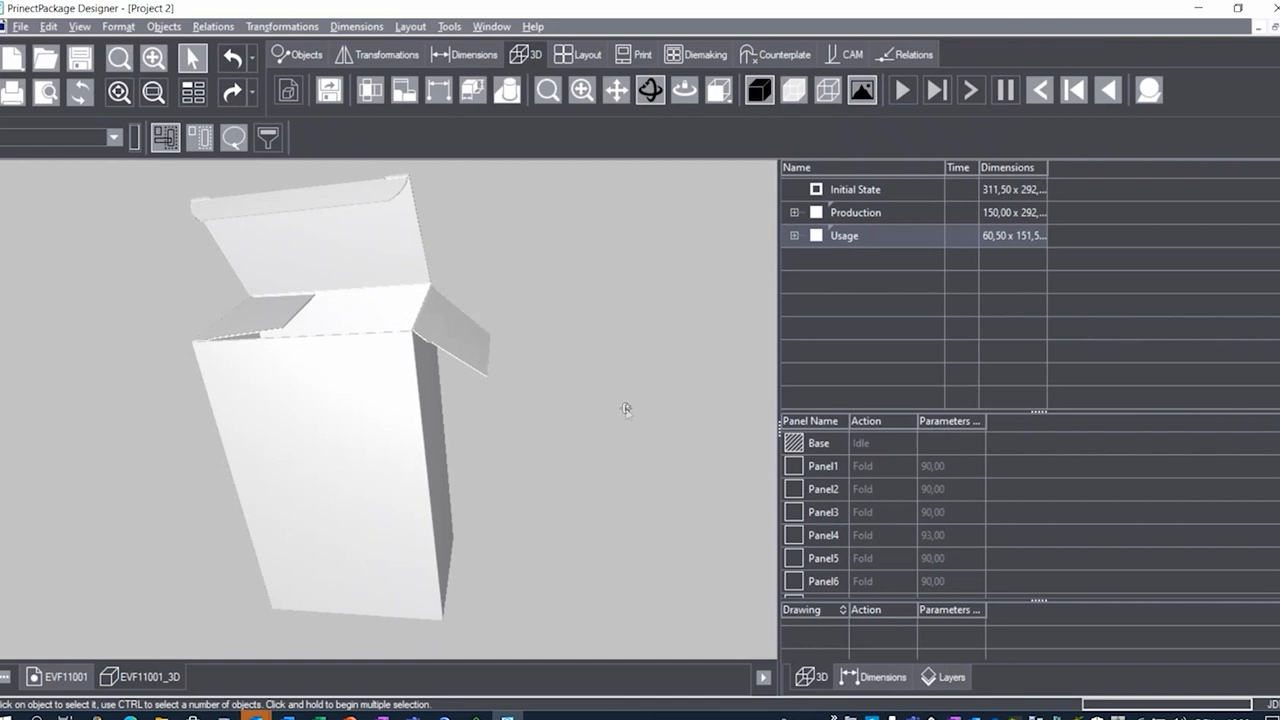 PrinectPackage Designer - [Project 2]
File Edit View Format Objects Relations Transformations Dimensions Layout Tools Window Help
Objects Transformations Dimensions 3D Layout Print Demaking Counterplate CAM Relations
Name Time Dimensions
Initial State 311,50 x 292,...
Production 150,00 x 292,...
Usage 60,50 x 151,5...
Panel Name Action Parameters ...
Base Idle
Panel1 Fold 90,00
Panel2 Fold 90,00
Panel3 Fold 90,00
Panel4 Fold 93,00
Panel5 Fold 90,00
Panel6 Fold 90,00
Drawing Action Parameters ...
EVF11001 EVF11001_3D
3D Dimensions Layers
ick on object to select it, use CTRL to select a number of objects. Click and hold to begin multiple selection.
JD